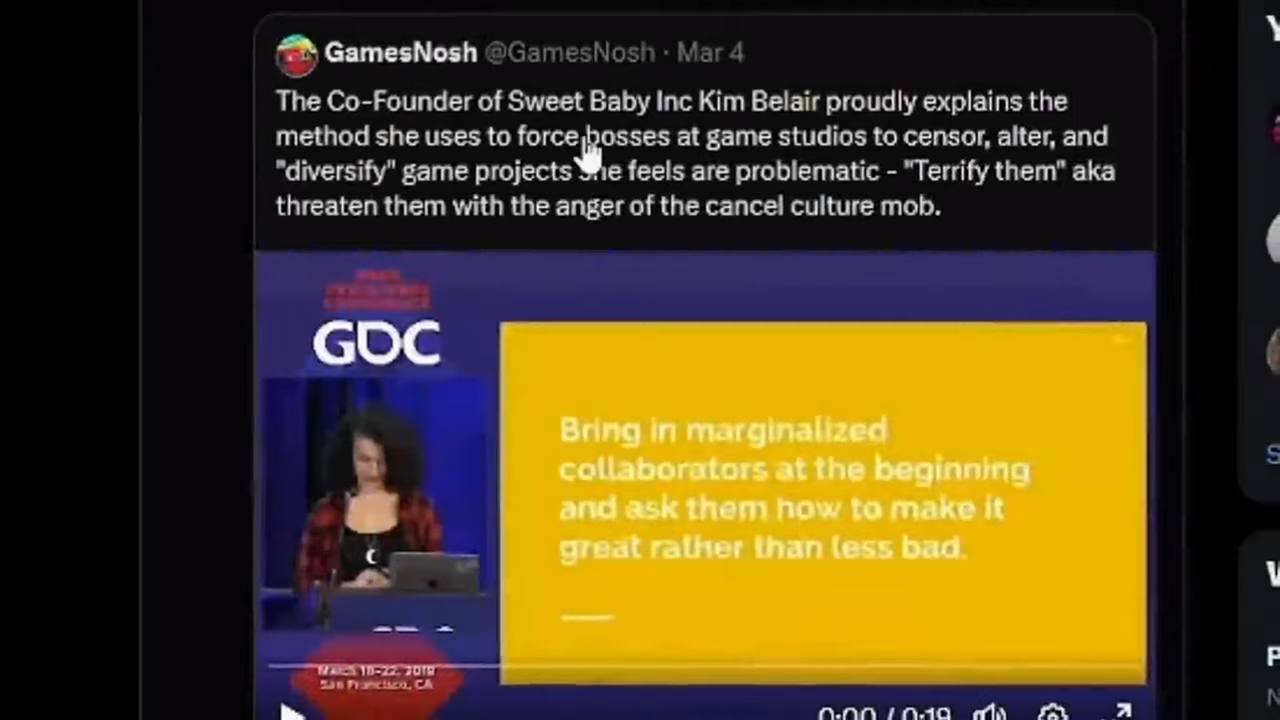 GamesNosh @GamesNosh · Mar 4
The Co-Founder of Sweet Baby Inc Kim Belair proudly explains the
method she uses to force bosses at game studios to censor, alter, and
"diversify" game projects she feels are problematic - "Terrify them" aka
threaten them with the anger of the cancel culture mob.
GDC
Bring in marginalized
collaborators at the beginning
and ask them how to make it
great rather than less bad.
March 18-22, 2019
San Francisco, CA
0:00 / 0:19